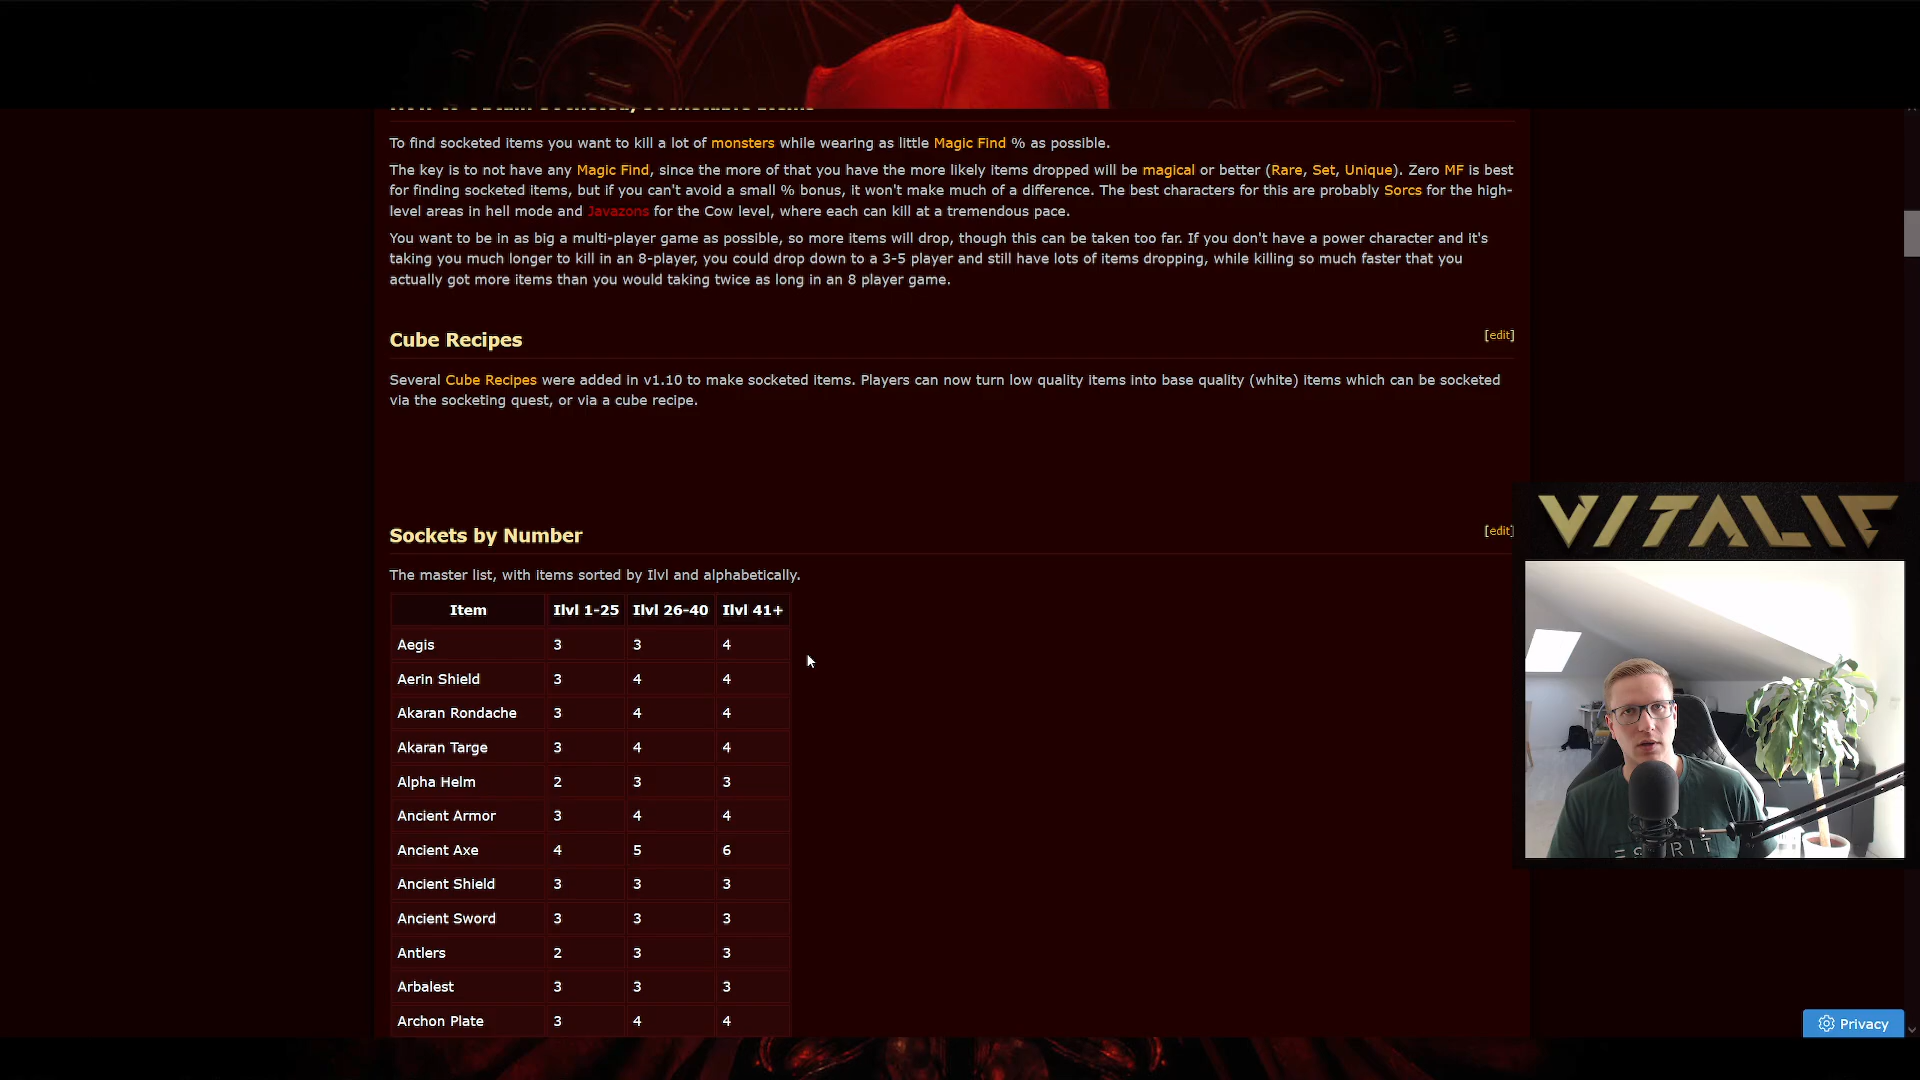 To find socketed items you want to kill a lot of monsters while wearing as little Magic Find % as possible.
The key is to not have any Magic Find, since the more of that you have the more likely items dropped will be magical or better (Rare, Set, Unique). Zero MF is best
for finding socketed items, but if you can't avoid a small % bonus, it won't make much of a difference. The best characters for this are probably Sorcs for the high-
level areas in hell mode and Javazons for the Cow level, where each can kill at a tremendous pace.
You want to be in as big a multi-player game as possible, so more items will drop, though this can be taken too far. If you don't have a power character and it's
taking you much longer to kill in an 8-player, you could drop down to a 3-5 player and still have lots of items dropping, while killing so much faster that you
actually got more items than you would taking twice as long in an 8 player game.
Cube Recipes [edit]
Several Cube Recipes were added in v1.10 to make socketed items. Players can now turn low quality items into base quality (white) items which can be socketed
via the socketing quest, or via a cube recipe.
Sockets by Number [edit]
The master list, with items sorted by Ilvl and alphabetically.
Item Ilvl 1-25 Ilvl 26-40 Ilvl 41+
Aegis 3 3 4
Aerin Shield 3 4 4
Akaran Rondache 3 4 4
Akaran Targe 3 4 4
Alpha Helm 2 3 3
Ancient Armor 3 4 4
Ancient Axe 4 5 6
Ancient Shield 3 3 3
Ancient Sword 3 3 3
Antlers 2 3 3
Arbalest 3 3 3
Archon Plate 3 4 4
VITALIC
ESPRIT
Privacy